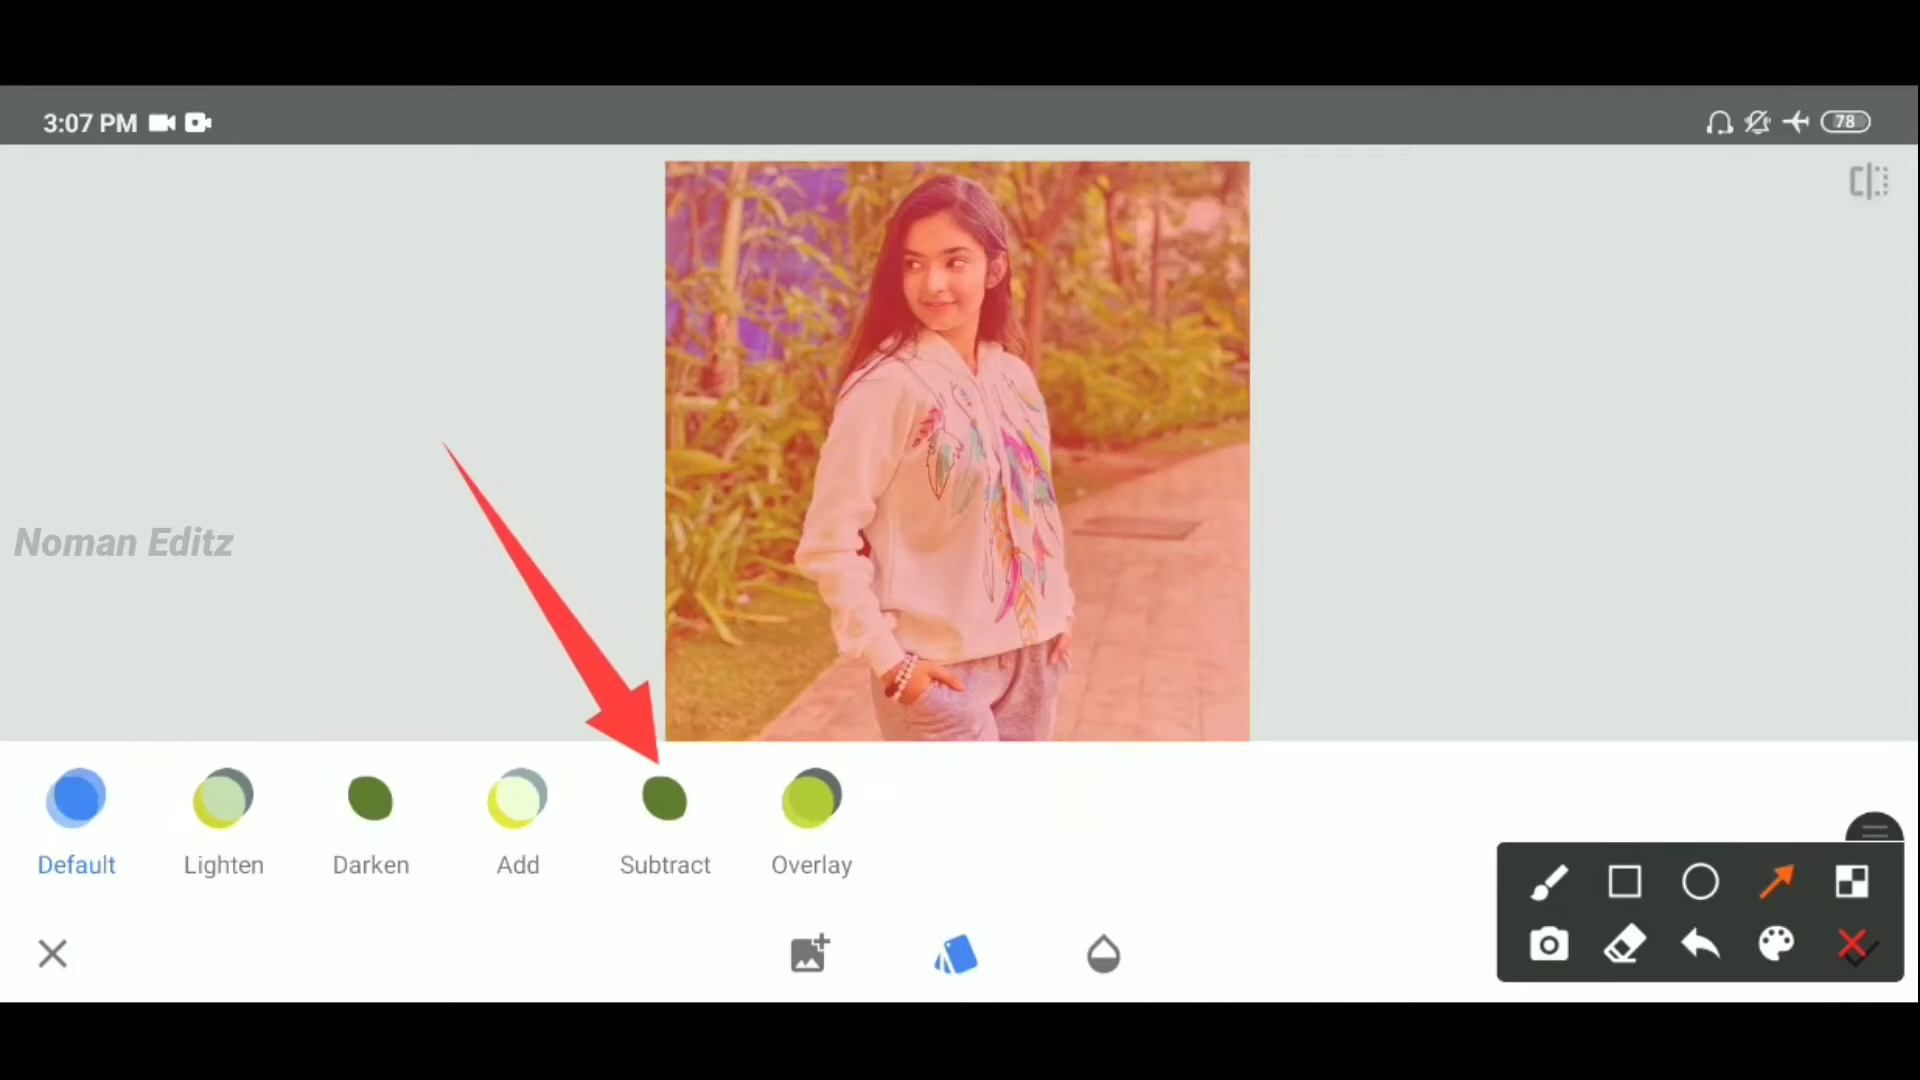 3:07 PM
78
Noman Editz
Default
Lighten
Darken
Add
Subtract
Overlay